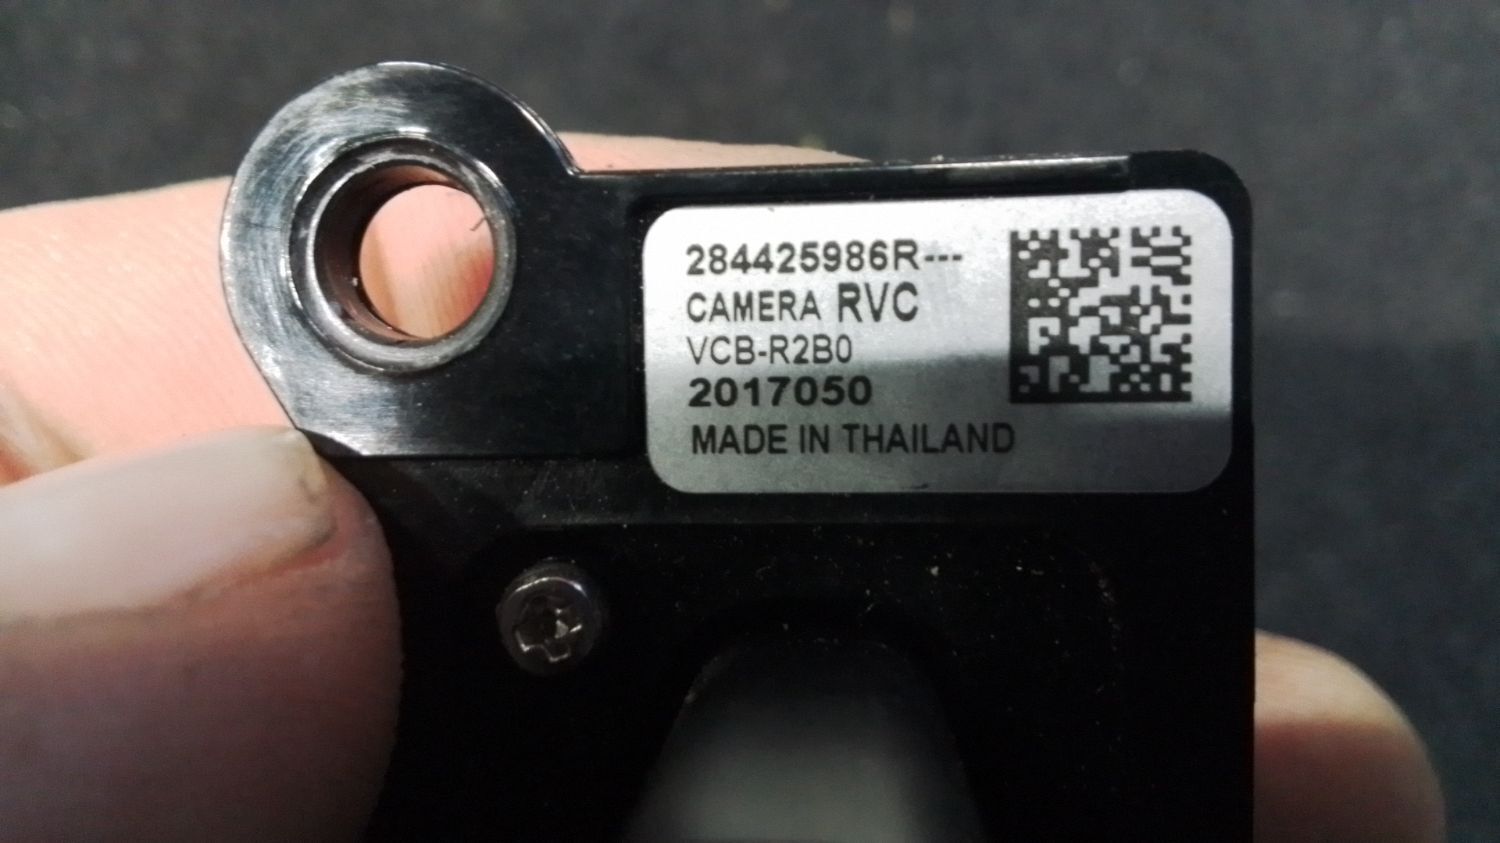 284425986R---
CAMERA RVC
VCB-R2B0
2017050
MADE IN THAILAND